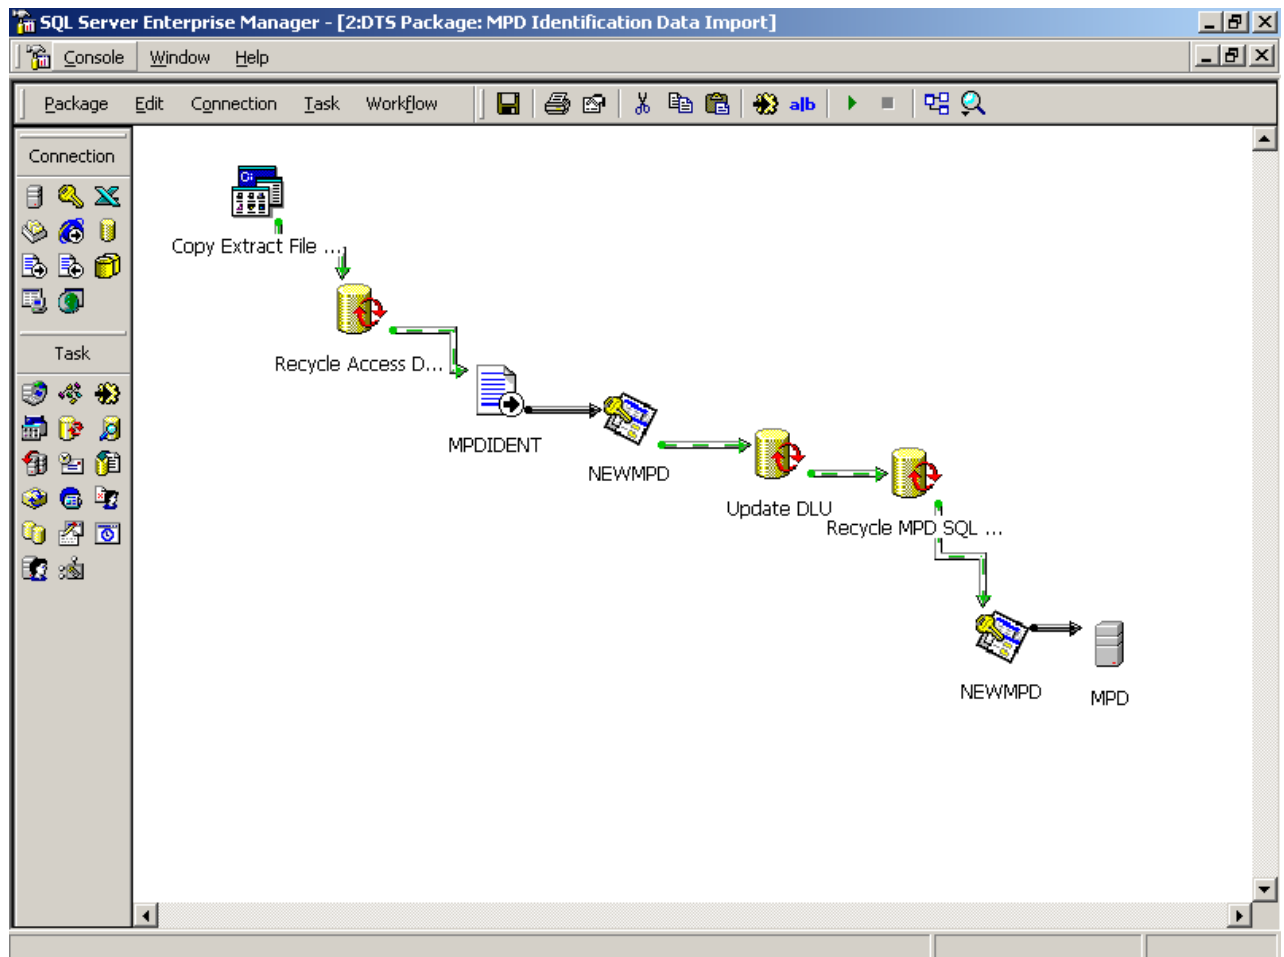 SQL Server Enterprise Manager - [2:DTS Package: MPD Identification Data Import]
Console Window Help
Package Edit Connection Task Workflow a|b
Connection
Task
Copy Extract File ...
Recycle Access D...
MPDIDENT
NEWMPD
Update DLU
Recycle MPD SQL ...
NEWMPD
MPD